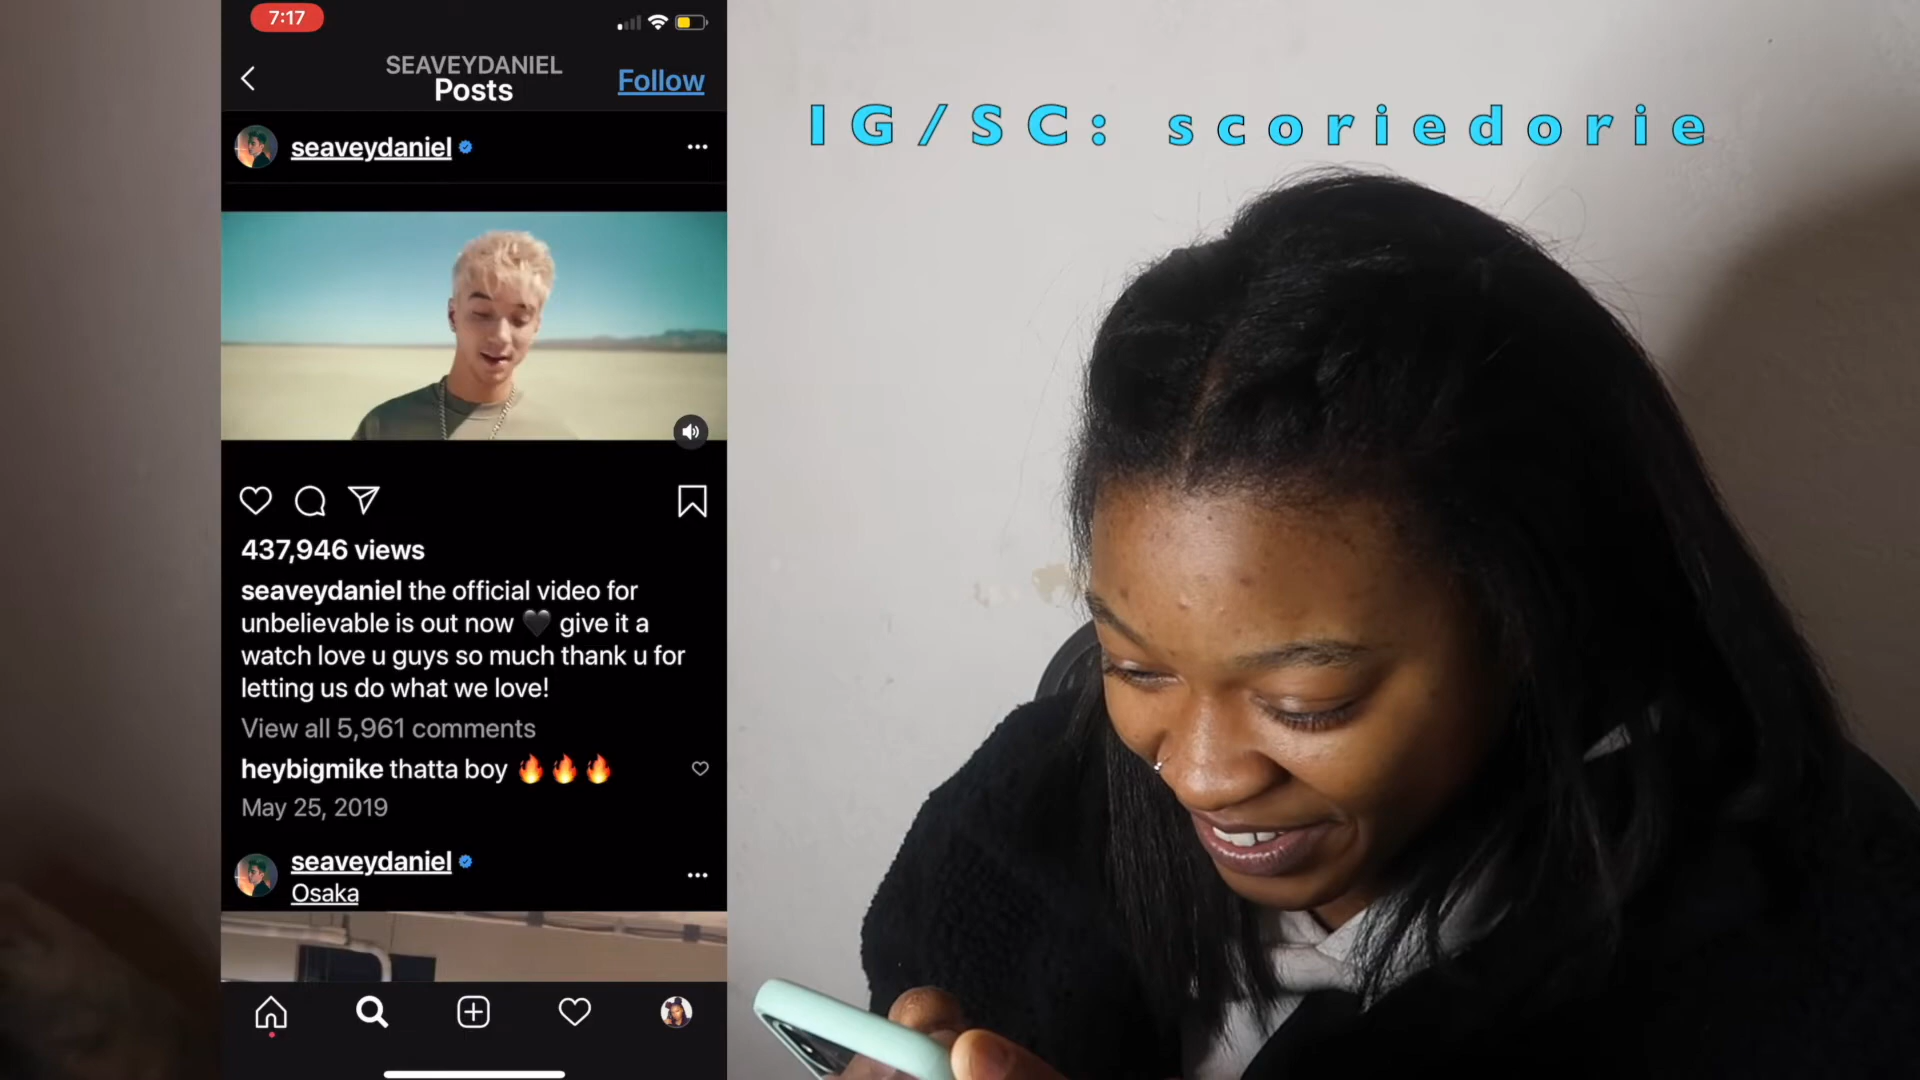 7:17
SEAVEYDANIEL
Posts
Follow
seaveydaniel
IG/SC: scoriedorie
437,946 views
seaveydaniel the official video for
unbelievable is out now 🖤 give it a
watch love u guys so much thank u for
letting us do what we love!
View all 5,961 comments
heybigmike thatta boy 🔥🔥🔥
May 25, 2019
seaveydaniel
Osaka